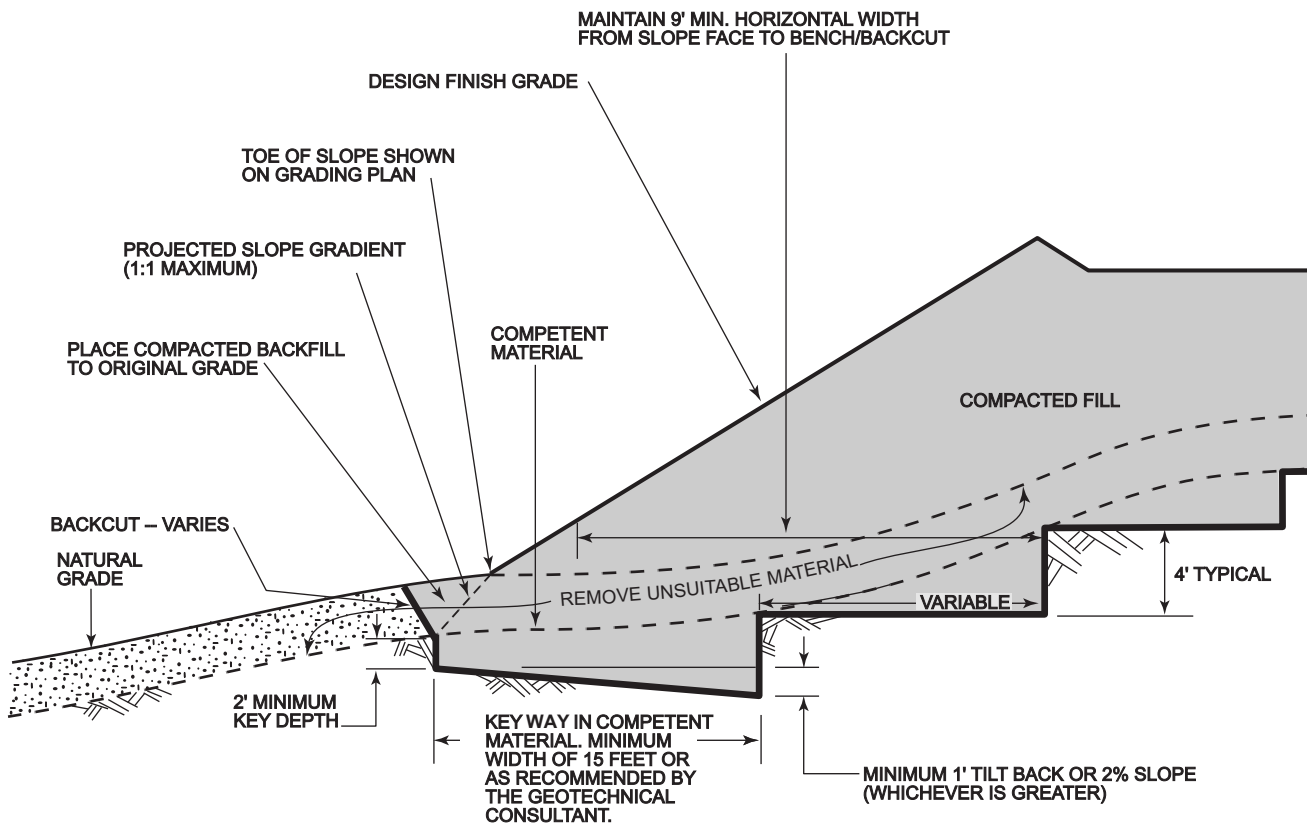 MAINTAIN 9' MIN. HORIZONTAL WIDTH
FROM SLOPE FACE TO BENCH/BACKCUT
DESIGN FINISH GRADE
TOE OF SLOPE SHOWN
ON GRADING PLAN
PROJECTED SLOPE GRADIENT
(1:1 MAXIMUM)
PLACE COMPACTED BACKFILL
TO ORIGINAL GRADE
COMPETENT
MATERIAL
COMPACTED FILL
BACKCUT – VARIES
NATURAL
GRADE
REMOVE UNSUITABLE MATERIAL
VARIABLE
4' TYPICAL
2' MINIMUM
KEY DEPTH
KEY WAY IN COMPETENT
MATERIAL. MINIMUM
WIDTH OF 15 FEET OR
AS RECOMMENDED BY
THE GEOTECHNICAL
CONSULTANT.
MINIMUM 1' TILT BACK OR 2% SLOPE
(WHICHEVER IS GREATER)